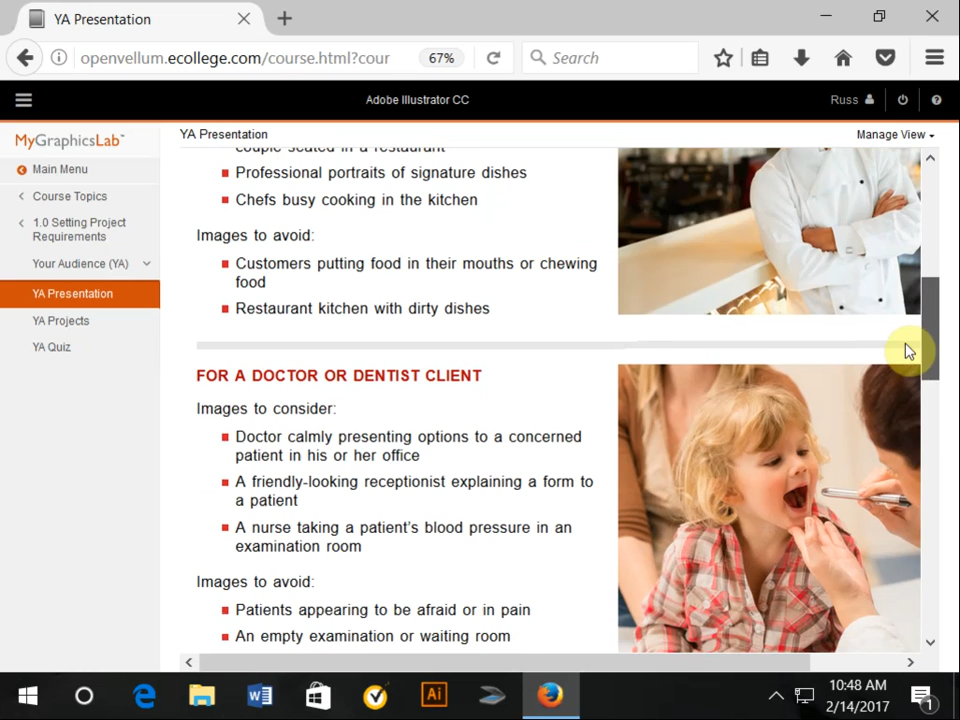 YA Presentation
openvellum.ecollege.com/course.html?cour
67%
Search
Adobe Illustrator CC
Russ
MyGraphicsLab
YA Presentation
Manage View
Main Menu
Course Topics
1.0 Setting Project
Requirements
Your Audience (YA)
YA Presentation
YA Projects
YA Quiz
couple seated in a restaurant
Professional portraits of signature dishes
Chefs busy cooking in the kitchen
Images to avoid:
Customers putting food in their mouths or chewing
food
Restaurant kitchen with dirty dishes
FOR A DOCTOR OR DENTIST CLIENT
Images to consider:
Doctor calmly presenting options to a concerned
patient in his or her office
A friendly-looking receptionist explaining a form to
a patient
A nurse taking a patient's blood pressure in an
examination room
Images to avoid:
Patients appearing to be afraid or in pain
An empty examination or waiting room
Ai
10:48 AM
2/14/2017
1